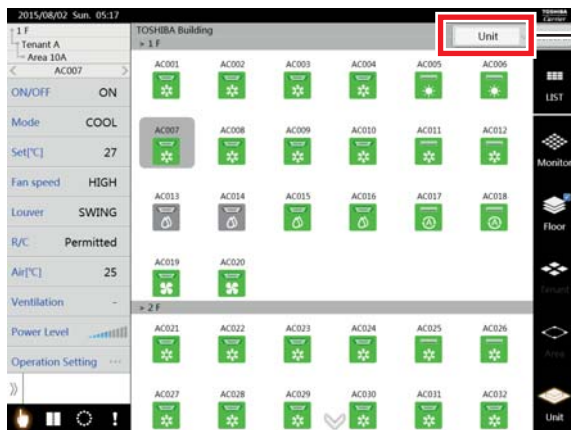 2015/08/02 Sun. 05:17
TOSHIBA
Carrier
1 F
Tenant A
Area 10A
< AC007 >
ON/OFF ON
Mode COOL
Set[℃] 27
Fan speed HIGH
Louver SWING
R/C Permitted
Air[℃] 25
Ventilation -
Power Level
Operation Setting ...
TOSHIBA Building
Unit
> 1 F
AC001 AC002 AC003 AC004 AC005 AC006
AC007 AC008 AC009 AC010 AC011 AC012
AC013 AC014 AC015 AC016 AC017 AC018
AC019 AC020
> 2 F
AC021 AC022 AC023 AC024 AC025 AC026
AC027 AC028 AC029 AC030 AC031 AC032
LIST
Monitor
Floor
Tenant
Area
Unit